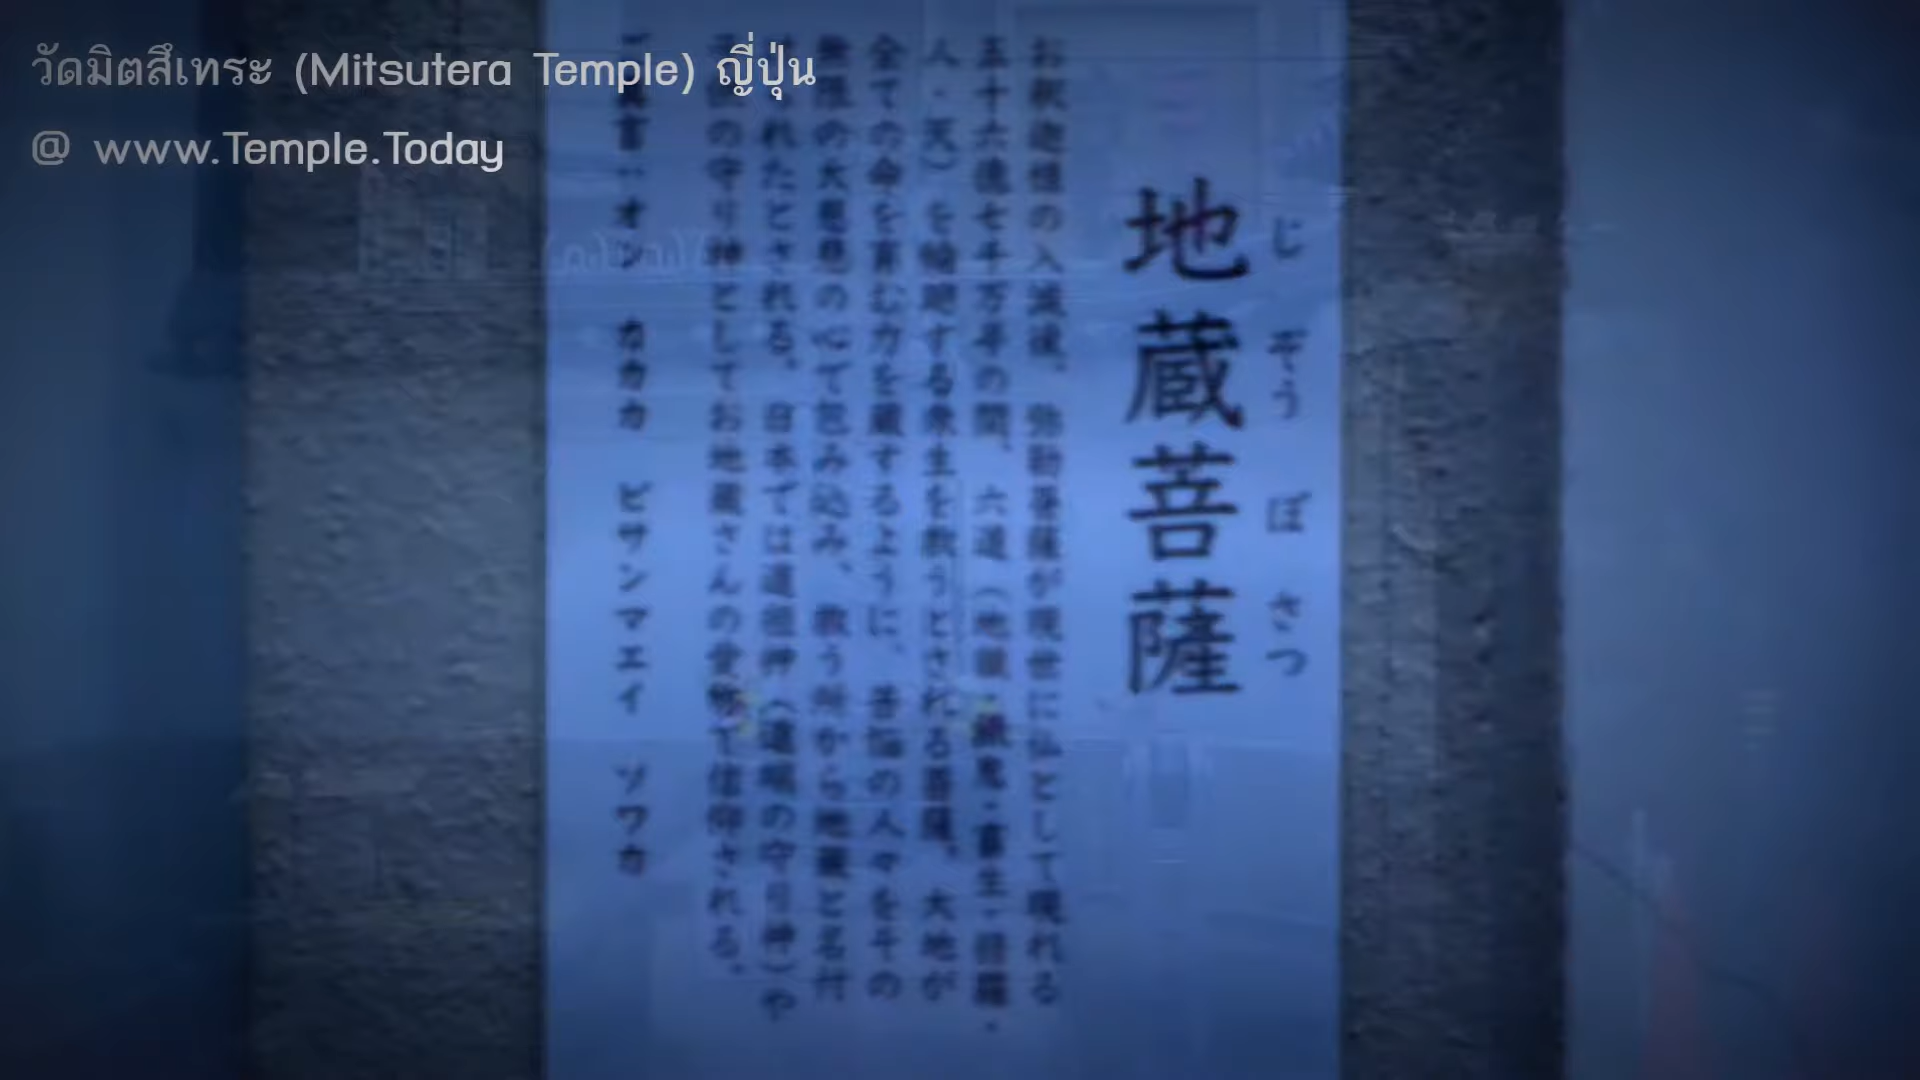 วัดมิตสึเทระ (Mitsutera Temple) ญี่ปุ่น
@ www.Temple.Today
じ ぞう ぼ さつ
地蔵菩薩
お釈迦様の入滅後、弥勒菩薩が現世に仏として現れる
五十六億七千万年の間、六道（地獄・餓鬼・畜生・修羅・
人・天）を輪廻する衆生を救うとされる菩薩。大地が
全ての命を育む力を蔵するように、苦悩の人々をその
無限の大慈悲の心で包み込み、救う所から地蔵と名付
れたとされる。日本では道祖神（道端の守り神）や
の守り神としてお地蔵さんの愛称で信仰される。
真言：オン カカカ ビサンマエイ ソワカ